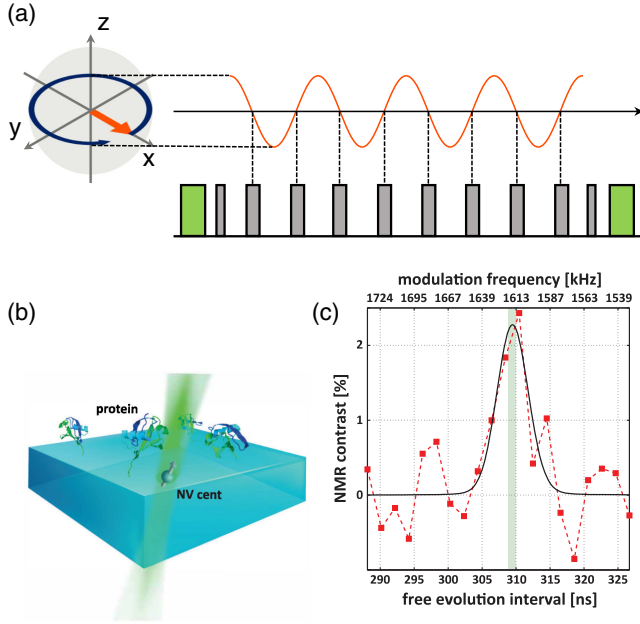 (a)
z
y
x
(b)
protein
NV cent
(c)
modulation frequency [kHz]
1724 1695 1667 1639 1613 1587 1563 1539
NMR contrast [%]
2
1
0
290 295 300 305 310 315 320 325
free evolution interval [ns]